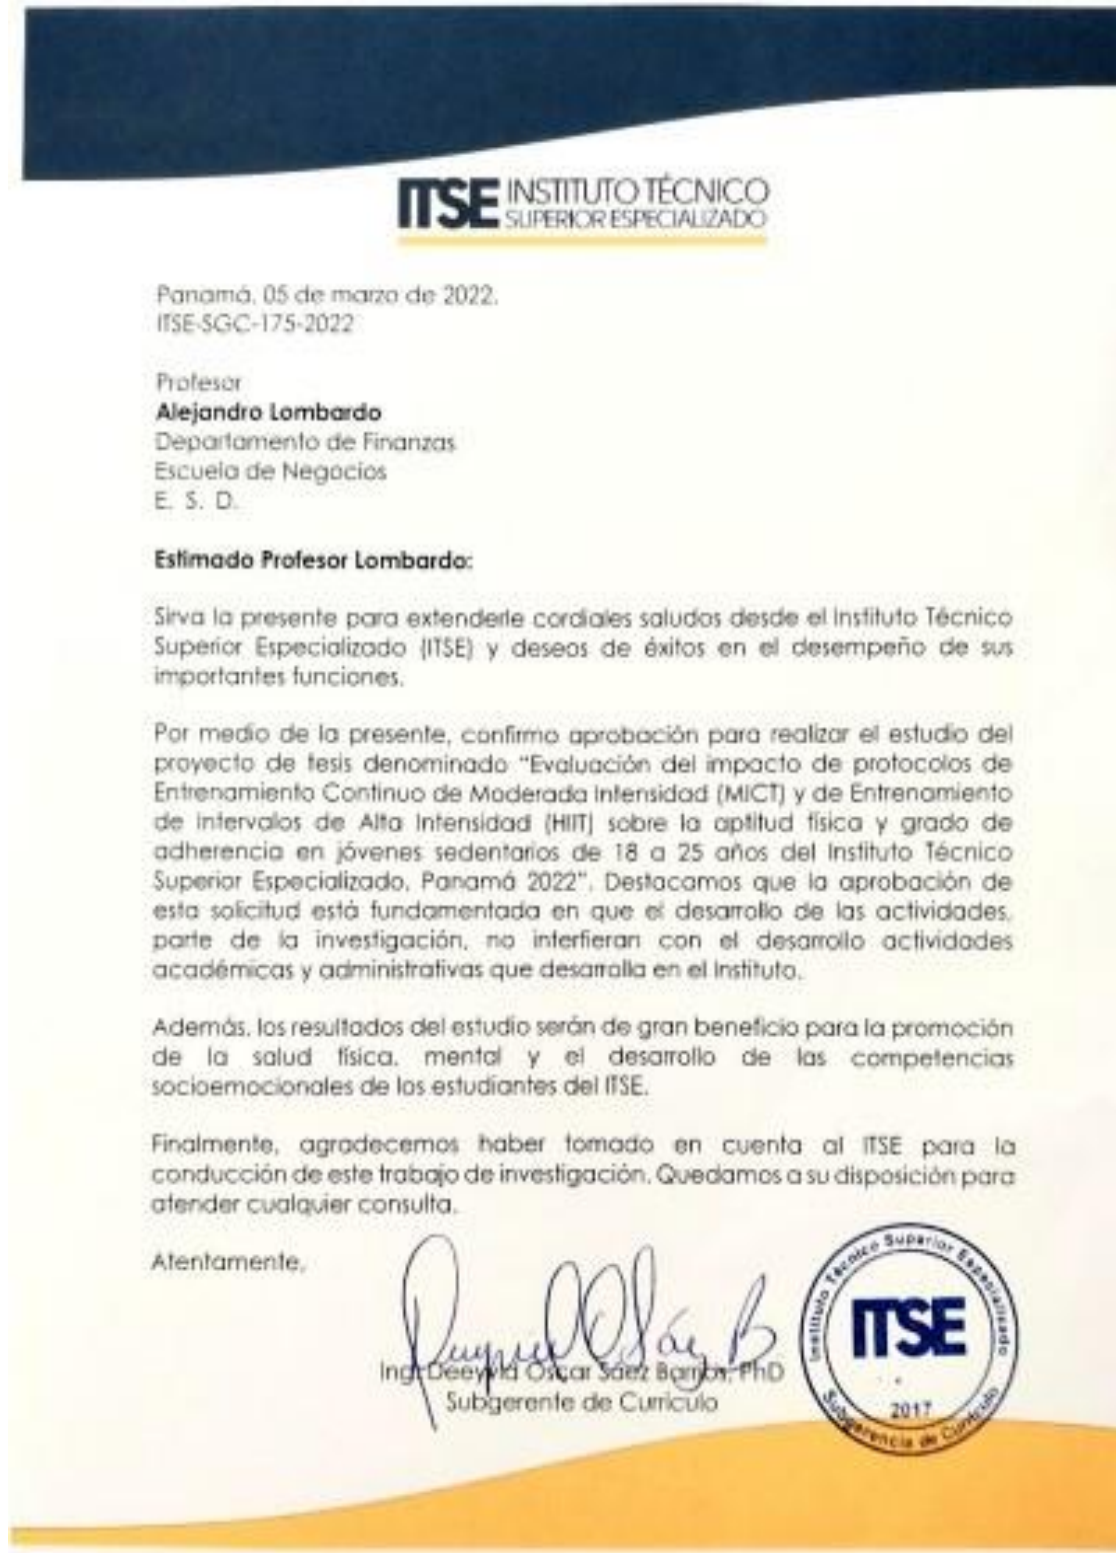 ITSE INSTITUTO TÉCNICO
SUPERIOR ESPECIALIZADO
Panamá, 05 de marzo de 2022.
ITSE-SGC-175-2022
Profesor
Alejandro Lombardo
Departamento de Finanzas
Escuela de Negocios
E. S. D.
Estimado Profesor Lombardo:
Sirva la presente para extenderle cordiales saludos desde el Instituto Técnico
Superior Especializado (ITSE) y deseos de éxitos en el desempeño de sus
importantes funciones.
Por medio de la presente, confirmo aprobación para realizar el estudio del
proyecto de tesis denominado “Evaluación del impacto de protocolos de
Entrenamiento Continuo de Moderada Intensidad (MICT) y de Entrenamiento
de Intervalos de Alta Intensidad (HIIT) sobre la aptitud física y grado de
adherencia en jóvenes sedentarios de 18 a 25 años del Instituto Técnico
Superior Especializado, Panamá 2022”. Destacamos que la aprobación de
esta solicitud está fundamentada en que el desarrollo de las actividades,
parte de la investigación, no interfieran con el desarrollo actividades
académicas y administrativas que desarrolla en el Instituto.
Además, los resultados del estudio serán de gran beneficio para la promoción
de la salud física, mental y el desarrollo de las competencias
socioemocionales de los estudiantes del ITSE.
Finalmente, agradecemos haber tomado en cuenta al ITSE para la
conducción de este trabajo de investigación. Quedamos a su disposición para
atender cualquier consulta.
Atentamente,
Ing. Deeyvid Oscar Sáez Barrios, PhD
Subgerente de Currículo
Instituto Técnico Superior Especializado
ITSE
2017
Subgerencia de Currículo